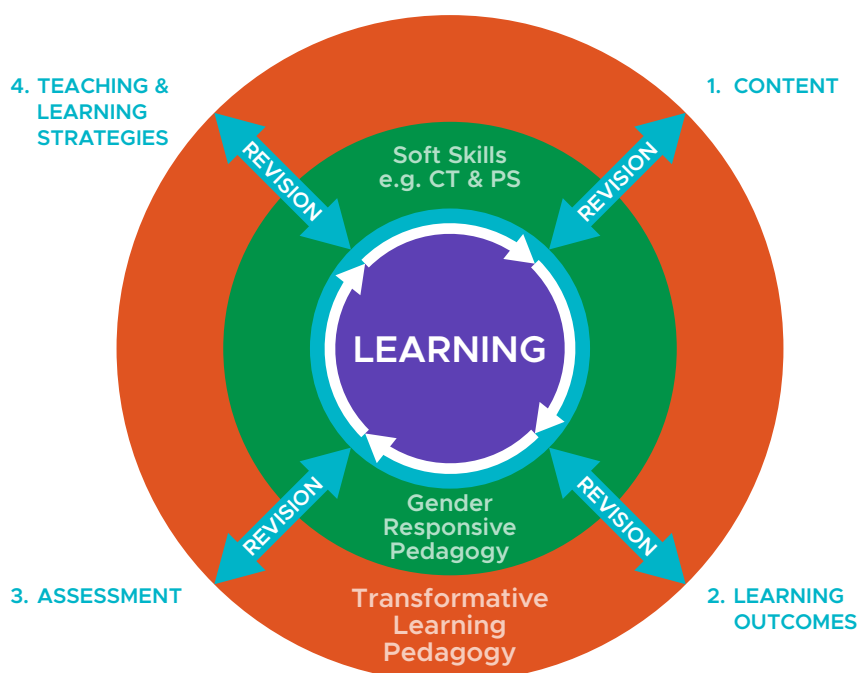 4. TEACHING &
LEARNING
STRATEGIES
1. CONTENT
REVISION
REVISION
Soft Skills
e.g. CT & PS
LEARNING
Gender
Responsive
Pedagogy
REVISION
REVISION
3. ASSESSMENT
2. LEARNING
OUTCOMES
Transformative
Learning
Pedagogy